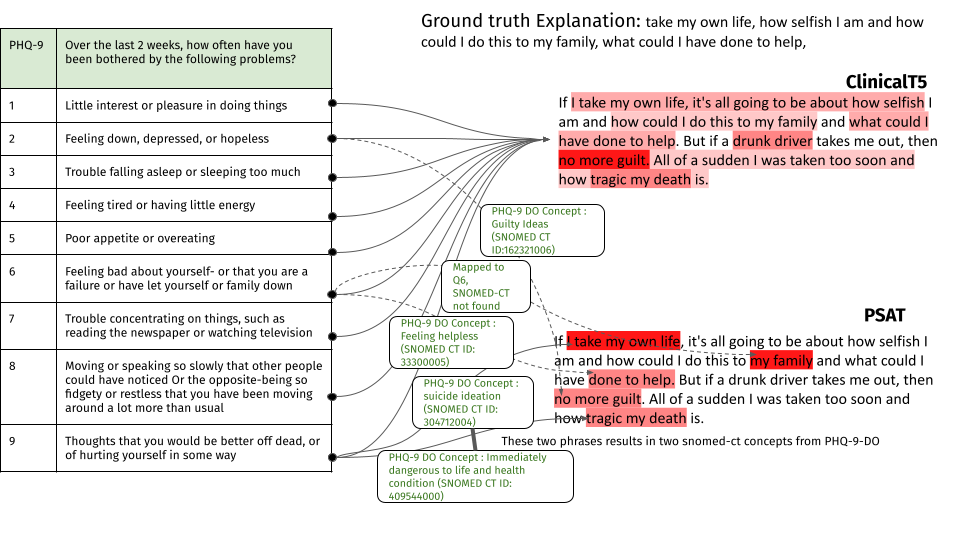 Ground truth Explanation: take my own life, how selfish I am and how
could I do this to my family, what could I have done to help,
PHQ-9
Over the last 2 weeks, how often have you
been bothered by the following problems?
1
Little interest or pleasure in doing things
2
Feeling down, depressed, or hopeless
3
Trouble falling asleep or sleeping too much
4
Feeling tired or having little energy
5
Poor appetite or overeating
6
Feeling bad about yourself- or that you are a
failure or have let yourself or family down
7
Trouble concentrating on things, such as
reading the newspaper or watching television
8
Moving or speaking so slowly that other people
could have noticed Or the opposite-being so
fidgety or restless that you have been moving
around a lot more than usual
9
Thoughts that you would be better off dead, or
of hurting yourself in some way
ClinicalT5
If I take my own life, it's all going to be about how selfish I
am and how could I do this to my family and what could I
have done to help. But if a drunk driver takes me out, then
no more guilt. All of a sudden I was taken too soon and
how tragic my death is.
PHQ-9 DO Concept :
Guilty Ideas
(SNOMED CT
ID:162321006)
Mapped to
Q6,
SNOMED-CT
not found
PHQ-9 DO Concept :
Feeling helpless
(SNOMED CT ID:
33300005)
PHQ-9 DO Concept :
suicide ideation
(SNOMED CT ID:
304712004)
PHQ-9 DO Concept : Immediately
dangerous to life and health
condition (SNOMED CT ID:
409544000)
PSAT
If I take my own life, it's all going to be about how selfish I
am and how could I do this to my family and what could I
have done to help. But if a drunk driver takes me out, then
no more guilt. All of a sudden I was taken too soon and
how tragic my death is.
These two phrases results in two snomed-ct concepts from PHQ-9-DO